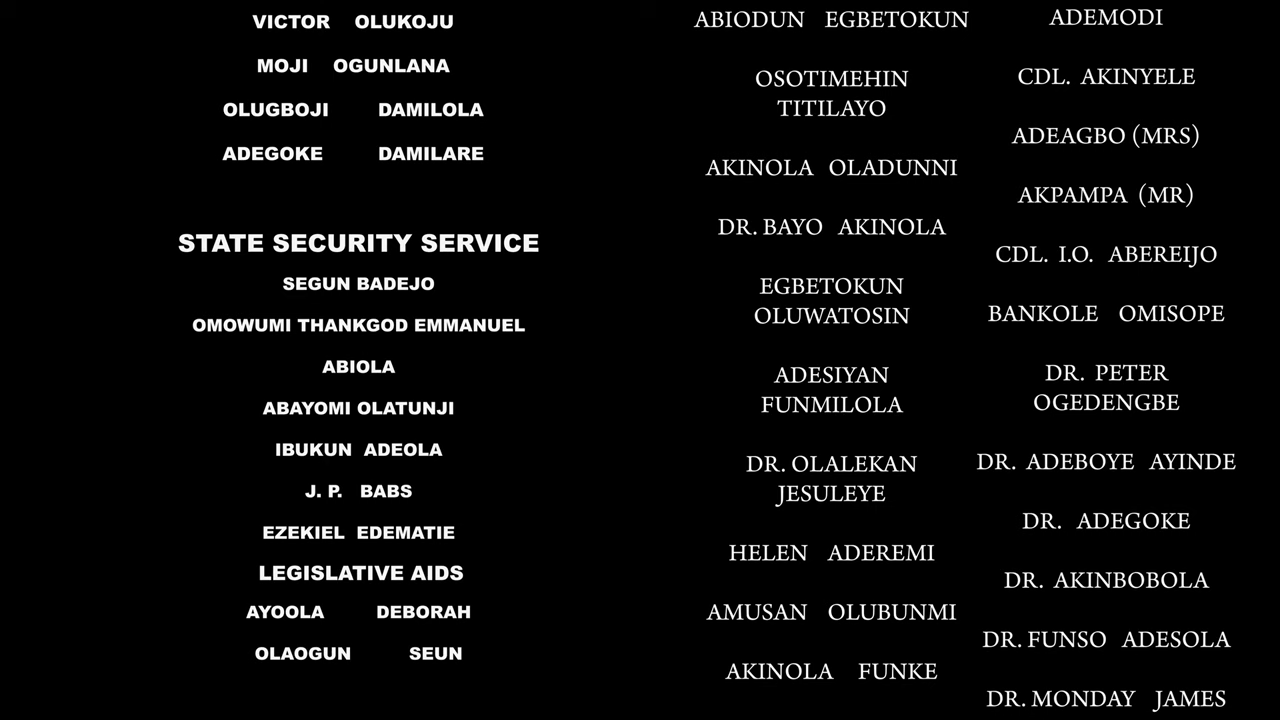 VICTOR OLUKOJU
MOJI OGUNLANA
OLUGBOJI DAMILOLA
ADEGOKE DAMILARE
STATE SECURITY SERVICE
SEGUN BADEJO
OMOWUMI THANKGOD EMMANUEL
ABIOLA
ABAYOMI OLATUNJI
IBUKUN ADEOLA
J. P. BABS
EZEKIEL EDEMATIE
LEGISLATIVE AIDS
AYOOLA DEBORAH
OLAOGUN SEUN
ABIODUN EGBETOKUN
OSOTIMEHIN
TITILAYO
AKINOLA OLADUNNI
DR. BAYO AKINOLA
EGBETOKUN
OLUWATOSIN
ADESIYAN
FUNMILOLA
DR. OLALEKAN
JESULEYE
HELEN ADEREMI
AMUSAN OLUBUNMI
AKINOLA FUNKE
ADEMODI
CDL. AKINYELE
ADEAGBO (MRS)
AKPAMPA (MR)
CDL. I.O. ABEREIJO
BANKOLE OMISOPE
DR. PETER
OGEDENGBE
DR. ADEBOYE AYINDE
DR. ADEGOKE
DR. AKINBOBOLA
DR. FUNSO ADESOLA
DR. MONDAY JAMES